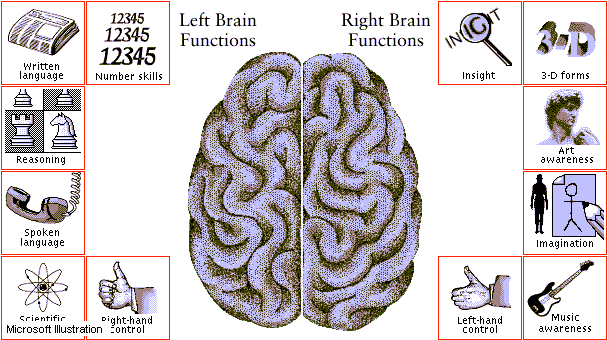 12345
12345
12345
Left Brain
Functions
Right Brain
Functions
INSIGHT
3-D
Written
language
Number skills
Insight
3-D forms
Reasoning
Art
awareness
Spoken
language
Imagination
Scientific
Right-hand
control
Left-hand
control
Music
awareness
Microsoft Illustration